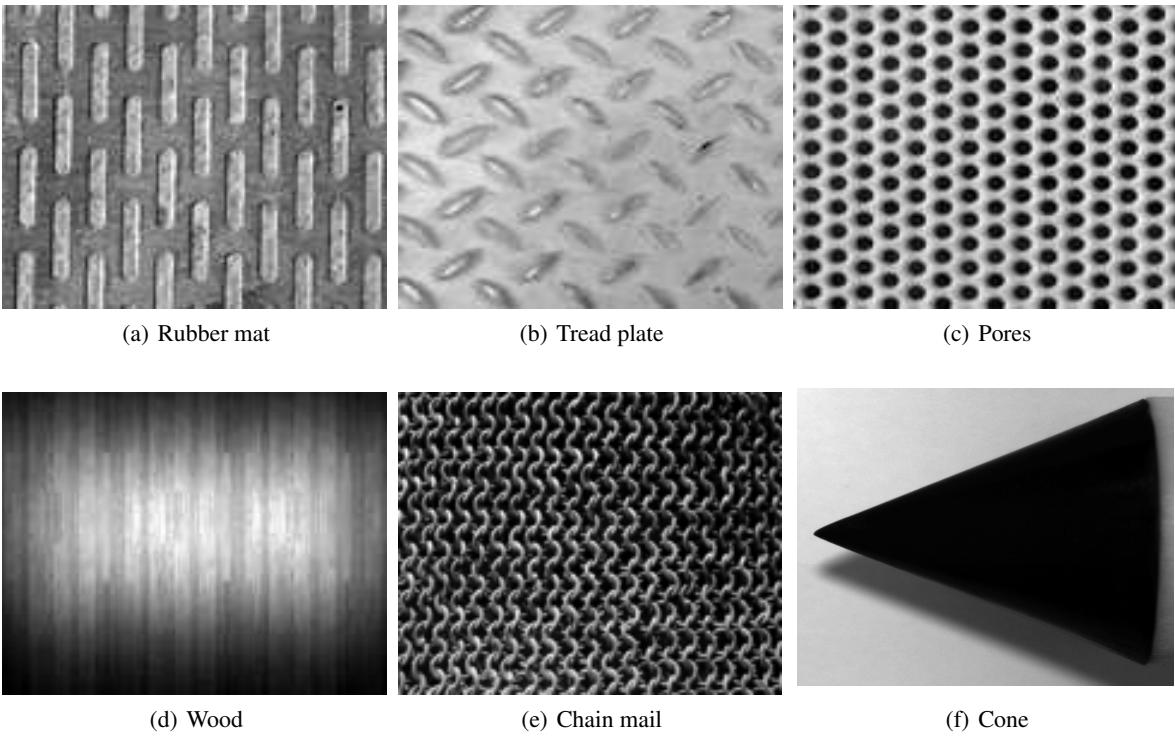 (a) Rubber mat
(b) Tread plate
(c) Pores
(d) Wood
(e) Chain mail
(f) Cone